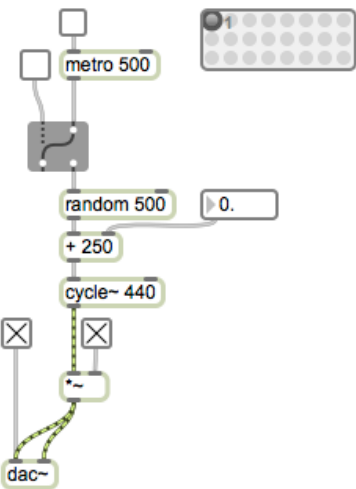 1
metro 500
random 500
0.
+ 250
cycle~ 440
*~
dac~